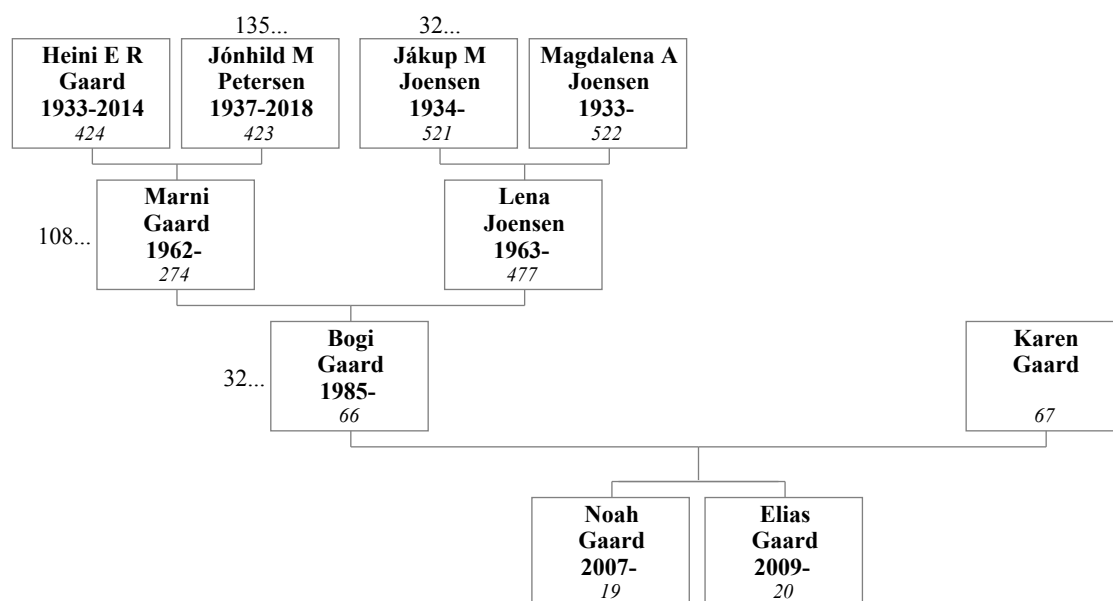 135...
32...
Heini E R
Gaard
1933-2014
424
Jónhild M
Petersen
1937-2018
423
Jákup M
Joensen
1934-
521
Magdalena A
Joensen
1933-
522
108...
Marni
Gaard
1962-
274
Lena
Joensen
1963-
477
32...
Bogi
Gaard
1985-
66
Karen
Gaard
67
Noah
Gaard
2007-
19
Elias
Gaard
2009-
20